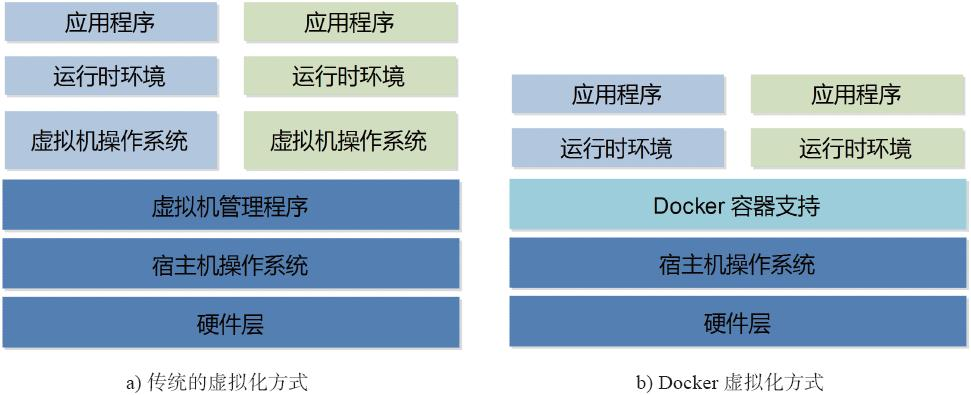 应用程序
应用程序
运行时环境
运行时环境
虚拟机操作系统
虚拟机操作系统
虚拟机管理程序
宿主机操作系统
硬件层
a) 传统的虚拟化方式
应用程序
应用程序
运行时环境
运行时环境
Docker 容器支持
宿主机操作系统
硬件层
b) Docker 虚拟化方式